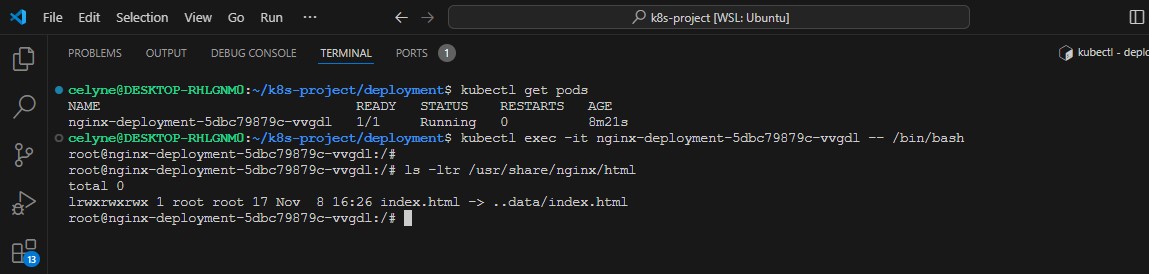 File Edit Selection View Go Run ... k8s-project [WSL: Ubuntu]
PROBLEMS OUTPUT DEBUG CONSOLE TERMINAL PORTS 1 kubectl - deplo
celyne@DESKTOP-RHLGNM0:~/k8s-project/deployment$ kubectl get pods
NAME READY STATUS RESTARTS AGE
nginx-deployment-5dbc79879c-vvgdl 1/1 Running 0 8m21s
celyne@DESKTOP-RHLGNM0:~/k8s-project/deployment$ kubectl exec -it nginx-deployment-5dbc79879c-vvgdl -- /bin/bash
root@nginx-deployment-5dbc79879c-vvgdl:/#
root@nginx-deployment-5dbc79879c-vvgdl:/# ls -ltr /usr/share/nginx/html
total 0
lrwxrwxrwx 1 root root 17 Nov 8 16:26 index.html -> ..data/index.html
root@nginx-deployment-5dbc79879c-vvgdl:/#
13